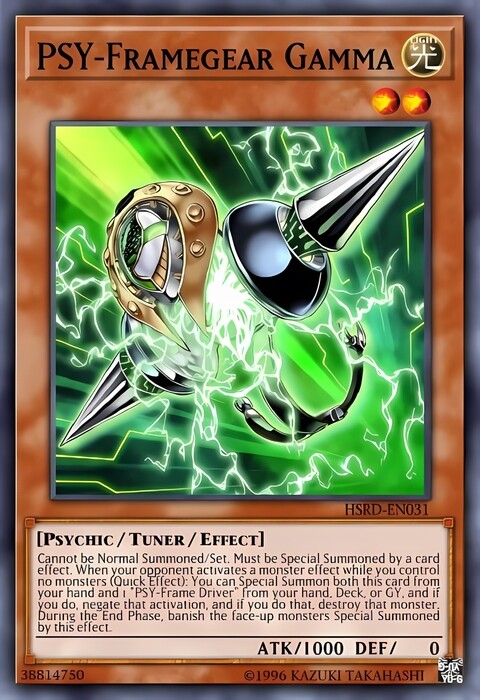 PSY-FRAMEGEAR GAMMA
LIGHT
光
HSRD-EN031
[PSYCHIC / TUNER / EFFECT]
Cannot be Normal Summoned/Set. Must be Special Summoned by a card
effect. When your opponent activates a monster effect while you control
no monsters (Quick Effect): You can Special Summon both this card from
your hand and 1 "PSY-Frame Driver" from your hand, Deck, or GY, and if
you do, negate that activation, and if you do that, destroy that monster.
During the End Phase, banish the face-up monsters Special Summoned
by this effect.
ATK/1000 DEF/ 0
38814750
©1996 KAZUKI TAKAHASHI